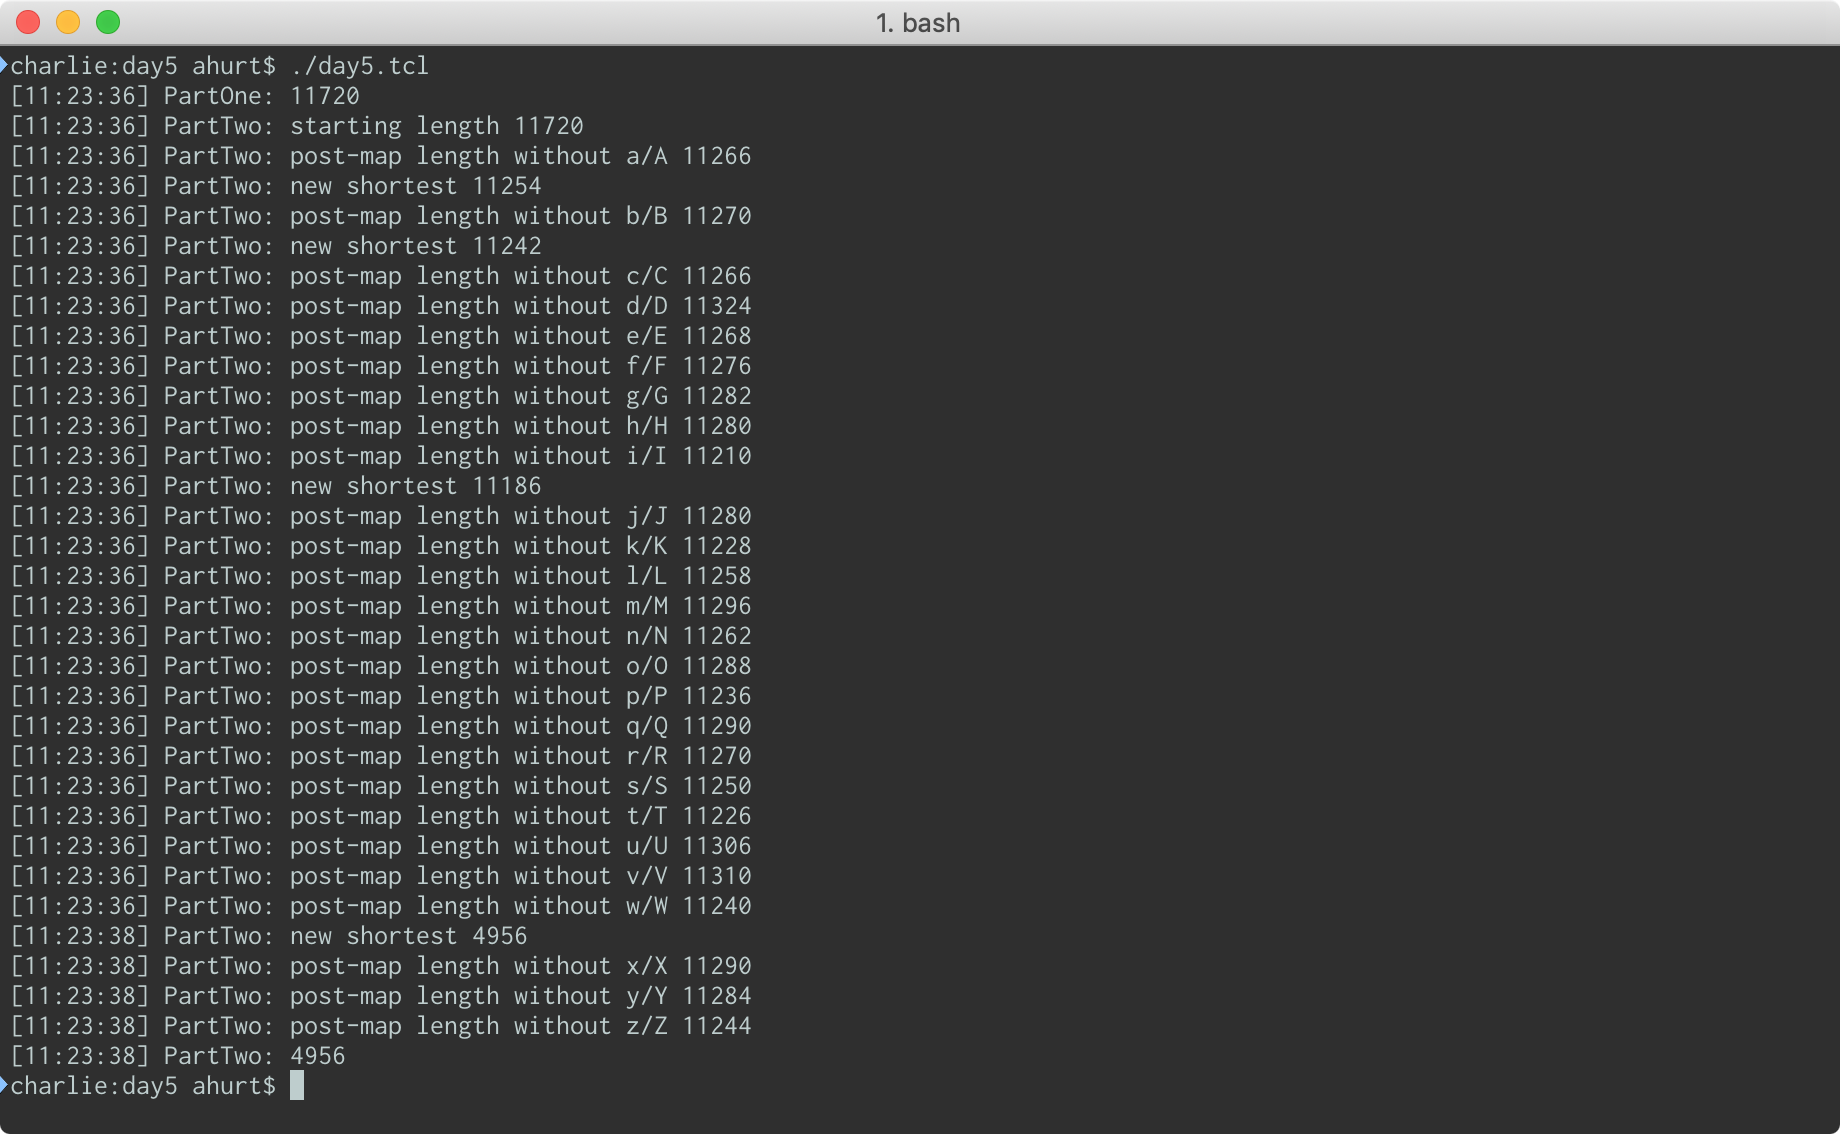 1. bash
charlie:day5 ahurt$ ./day5.tcl
[11:23:36] PartOne: 11720
[11:23:36] PartTwo: starting length 11720
[11:23:36] PartTwo: post-map length without a/A 11266
[11:23:36] PartTwo: new shortest 11254
[11:23:36] PartTwo: post-map length without b/B 11270
[11:23:36] PartTwo: new shortest 11242
[11:23:36] PartTwo: post-map length without c/C 11266
[11:23:36] PartTwo: post-map length without d/D 11324
[11:23:36] PartTwo: post-map length without e/E 11268
[11:23:36] PartTwo: post-map length without f/F 11276
[11:23:36] PartTwo: post-map length without g/G 11282
[11:23:36] PartTwo: post-map length without h/H 11280
[11:23:36] PartTwo: post-map length without i/I 11210
[11:23:36] PartTwo: new shortest 11186
[11:23:36] PartTwo: post-map length without j/J 11280
[11:23:36] PartTwo: post-map length without k/K 11228
[11:23:36] PartTwo: post-map length without l/L 11258
[11:23:36] PartTwo: post-map length without m/M 11296
[11:23:36] PartTwo: post-map length without n/N 11262
[11:23:36] PartTwo: post-map length without o/O 11288
[11:23:36] PartTwo: post-map length without p/P 11236
[11:23:36] PartTwo: post-map length without q/Q 11290
[11:23:36] PartTwo: post-map length without r/R 11270
[11:23:36] PartTwo: post-map length without s/S 11250
[11:23:36] PartTwo: post-map length without t/T 11226
[11:23:36] PartTwo: post-map length without u/U 11306
[11:23:36] PartTwo: post-map length without v/V 11310
[11:23:36] PartTwo: post-map length without w/W 11240
[11:23:38] PartTwo: new shortest 4956
[11:23:38] PartTwo: post-map length without x/X 11290
[11:23:38] PartTwo: post-map length without y/Y 11284
[11:23:38] PartTwo: post-map length without z/Z 11244
[11:23:38] PartTwo: 4956
charlie:day5 ahurt$